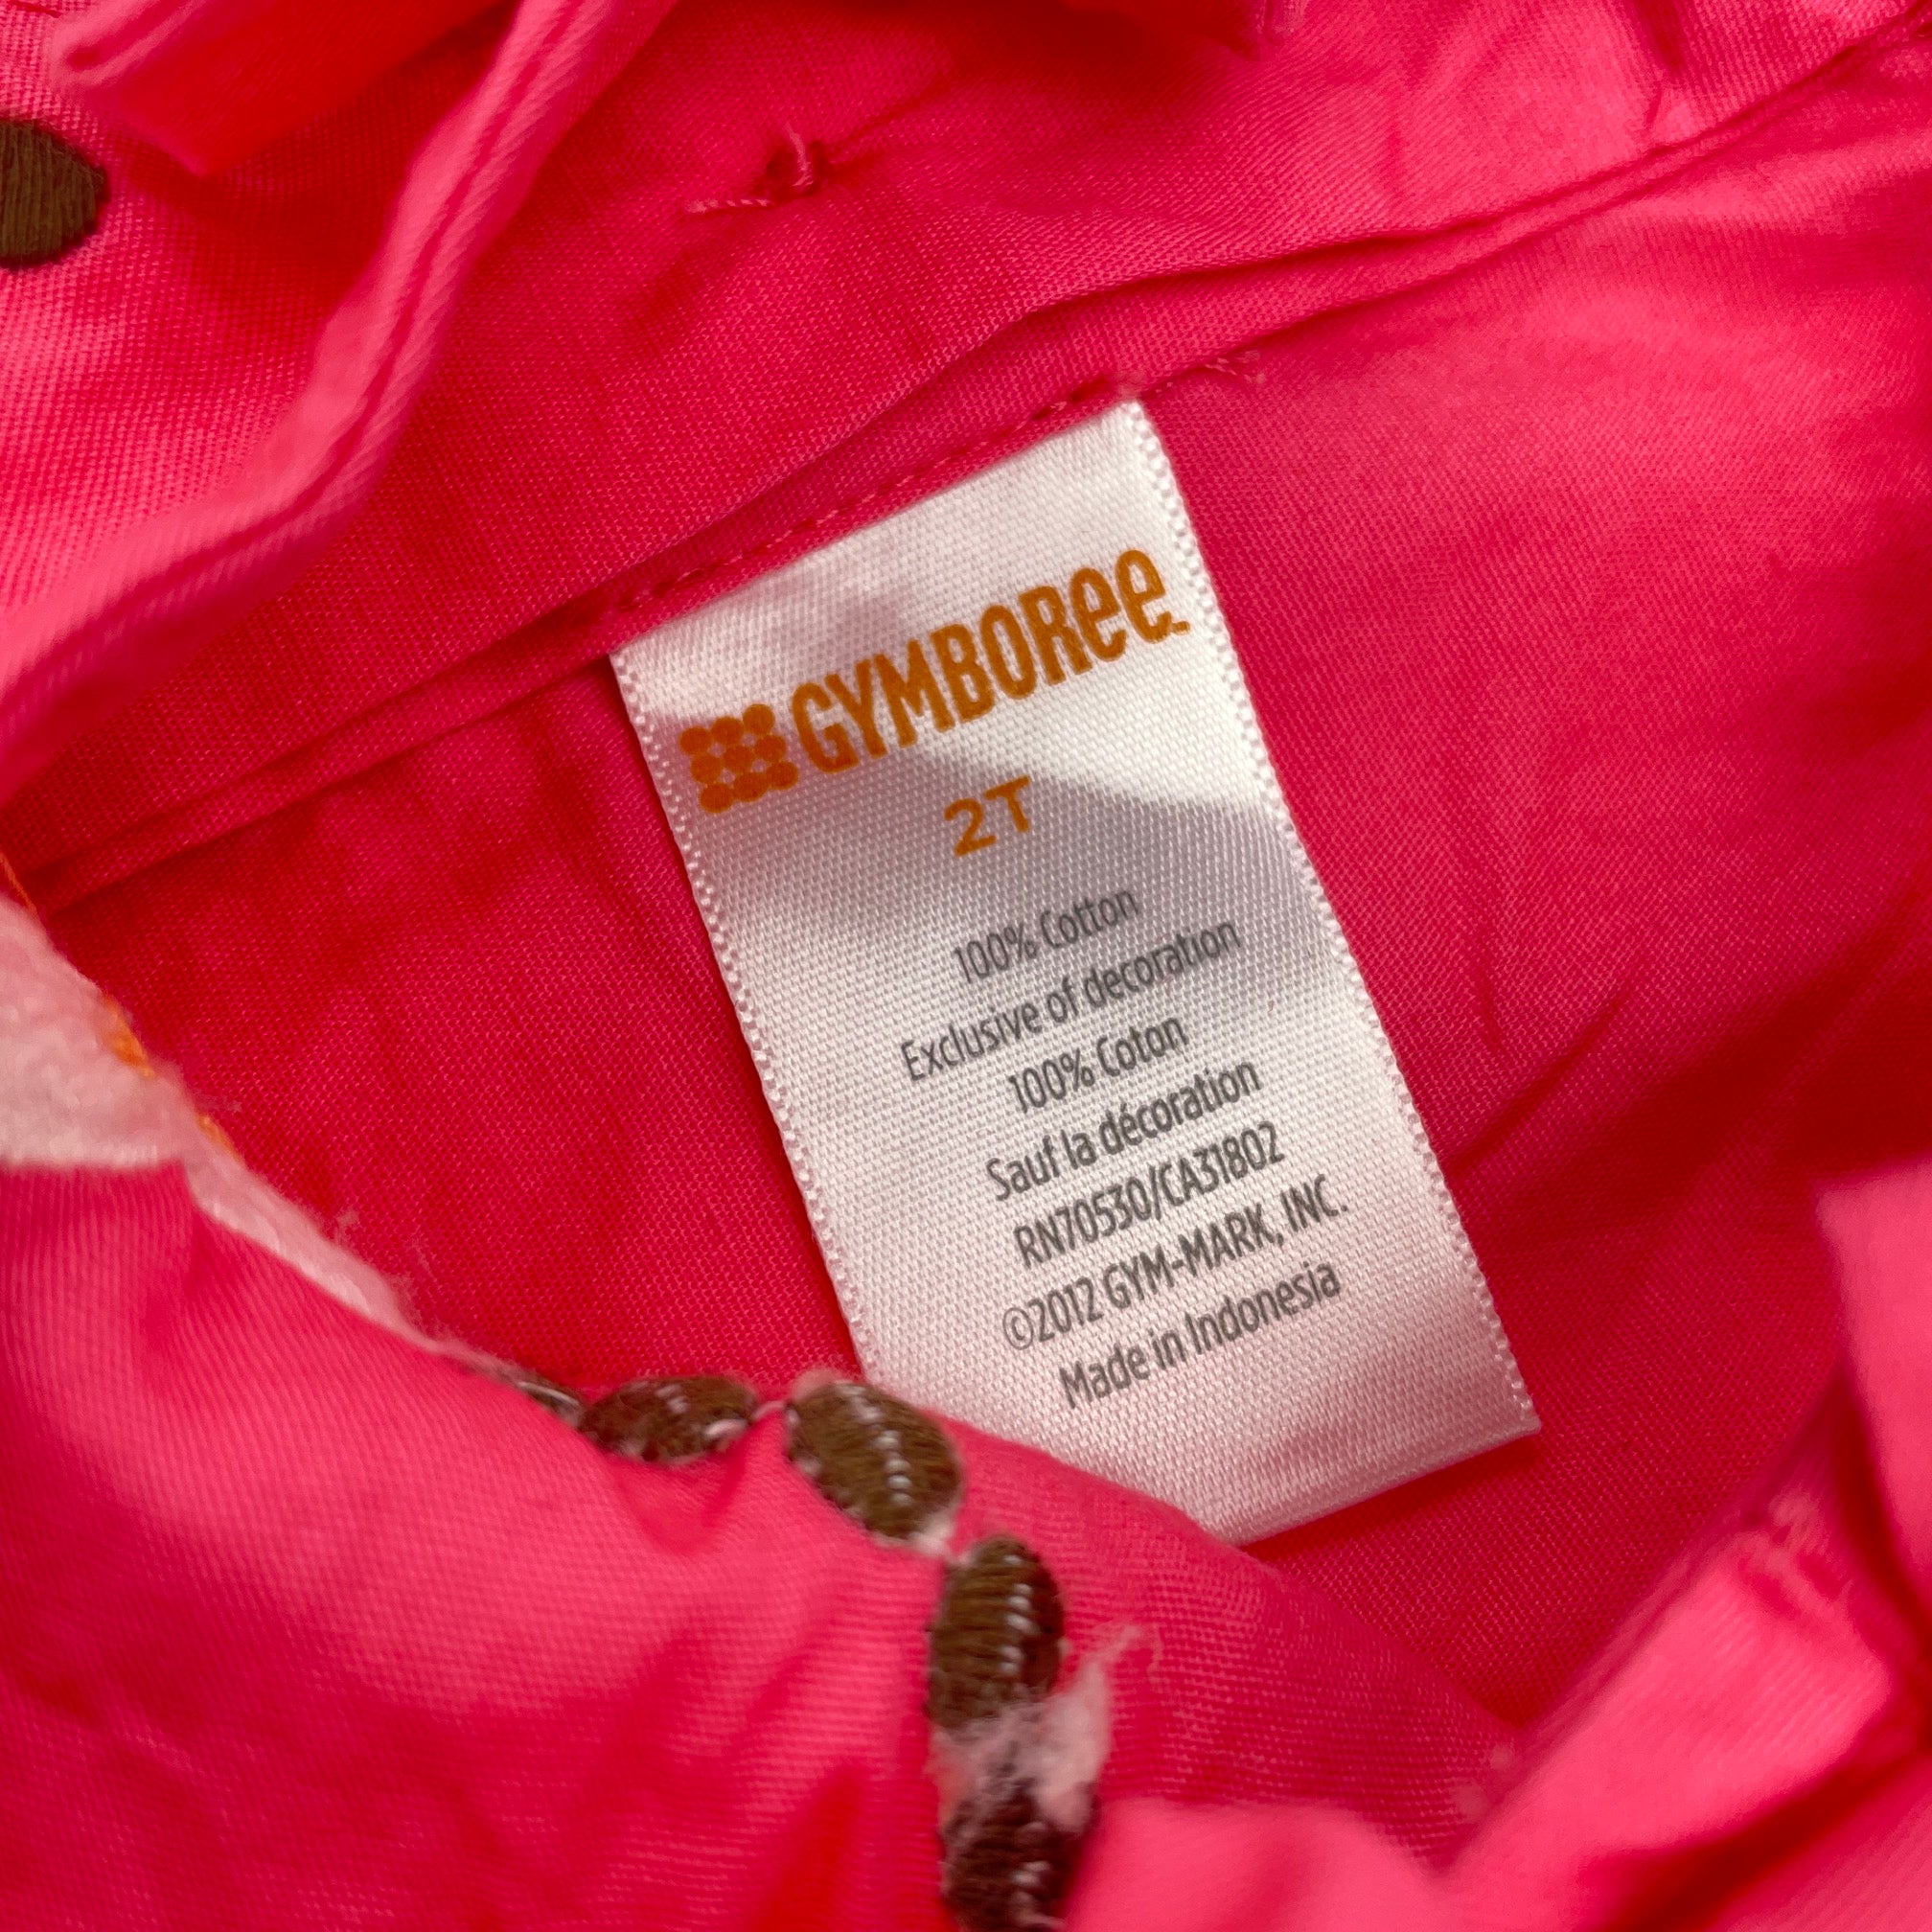 GYMBOREE
2T
100% Cotton
Exclusive of decoration
100% Coton
Sauf la décoration
RN70530/CA31802
©2012 GYM-MARK, INC.
Made in Indonesia